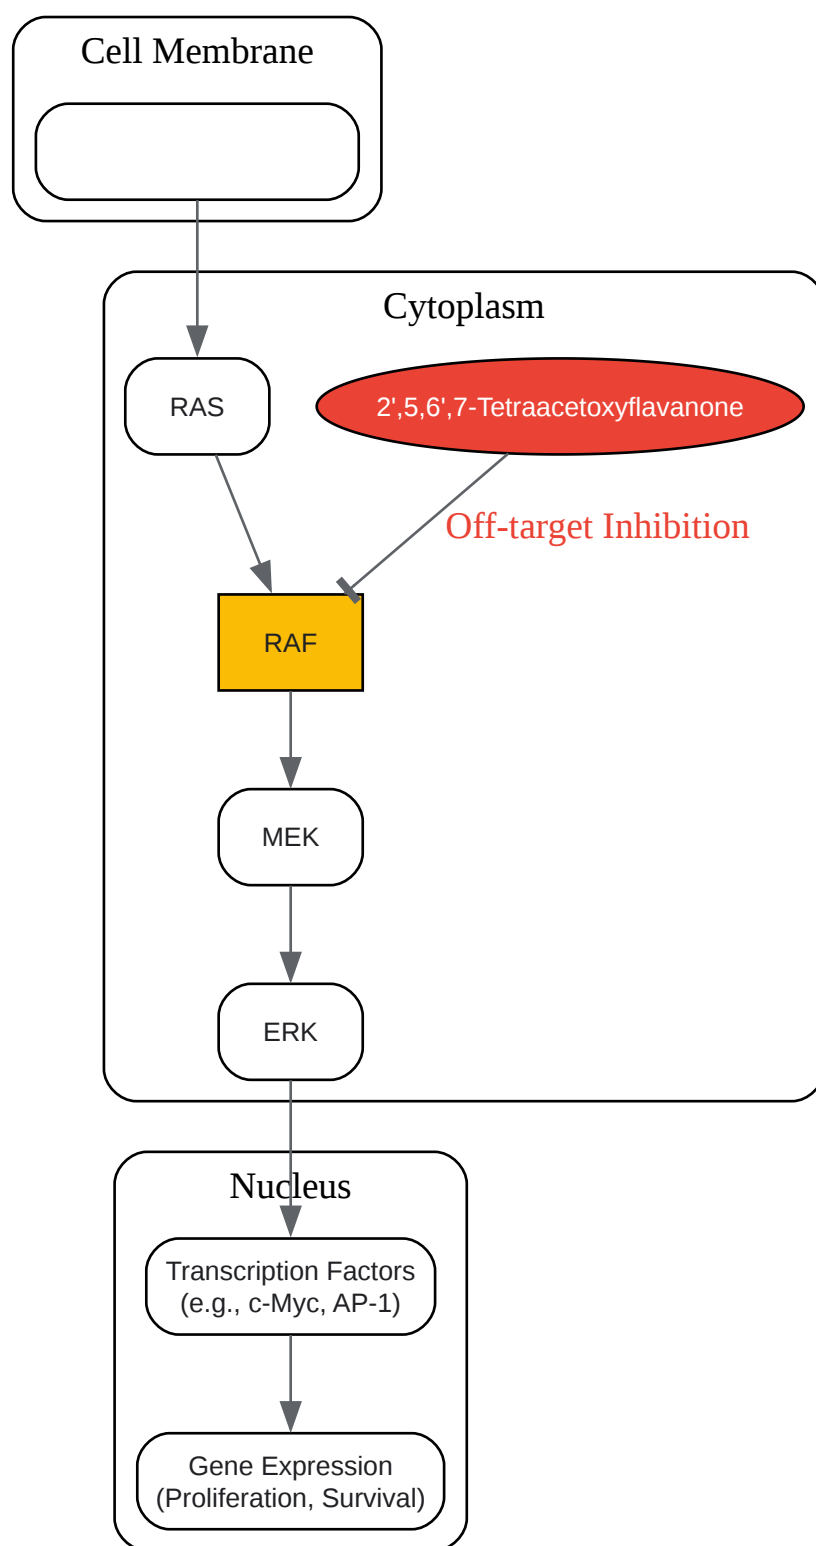 Cell Membrane
Cytoplasm
RAS
2',5,6',7-Tetraacetoxyflavanone
Off-target Inhibition
RAF
MEK
ERK
Nucleus
Transcription Factors
(e.g., c-Myc, AP-1)
Gene Expression
(Proliferation, Survival)